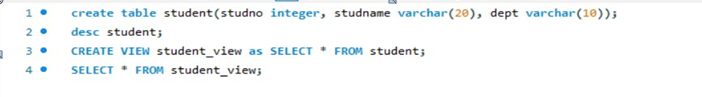 1 create table student(studno integer, studname varchar(20), dept varchar(10));
2 desc student;
3 CREATE VIEW student_view as SELECT * FROM student;
4 SELECT * FROM student_view;